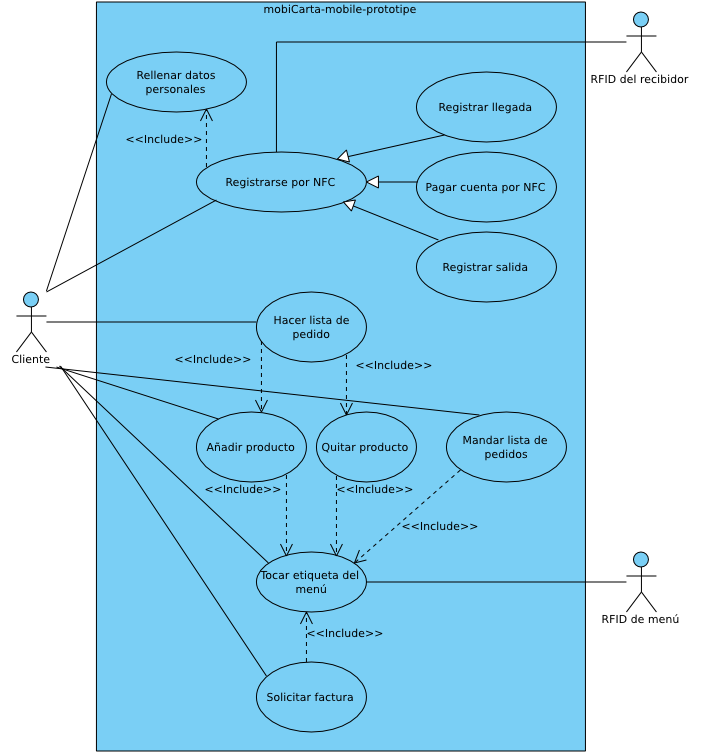 mobiCarta-mobile-prototipe
RFID del recibidor
Rellenar datos
personales
Registrar llegada
<<Include>>
Registrarse por NFC
Pagar cuenta por NFC
Registrar salida
Cliente
Hacer lista de
pedido
<<Include>>
<<Include>>
Añadir producto
Quitar producto
Mandar lista de
pedidos
<<Include>>
<<Include>>
<<Include>>
Tocar etiqueta del
menú
RFID de menú
<<Include>>
Solicitar factura